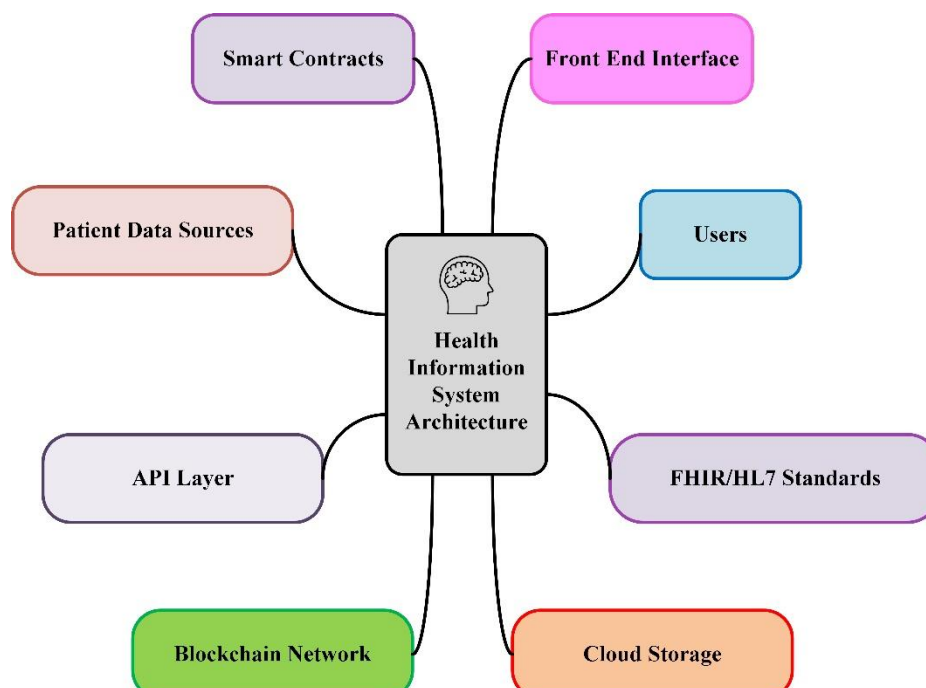 Smart Contracts
Front End Interface
Patient Data Sources
Users
Health
Information
System
Architecture
API Layer
FHIR/HL7 Standards
Blockchain Network
Cloud Storage